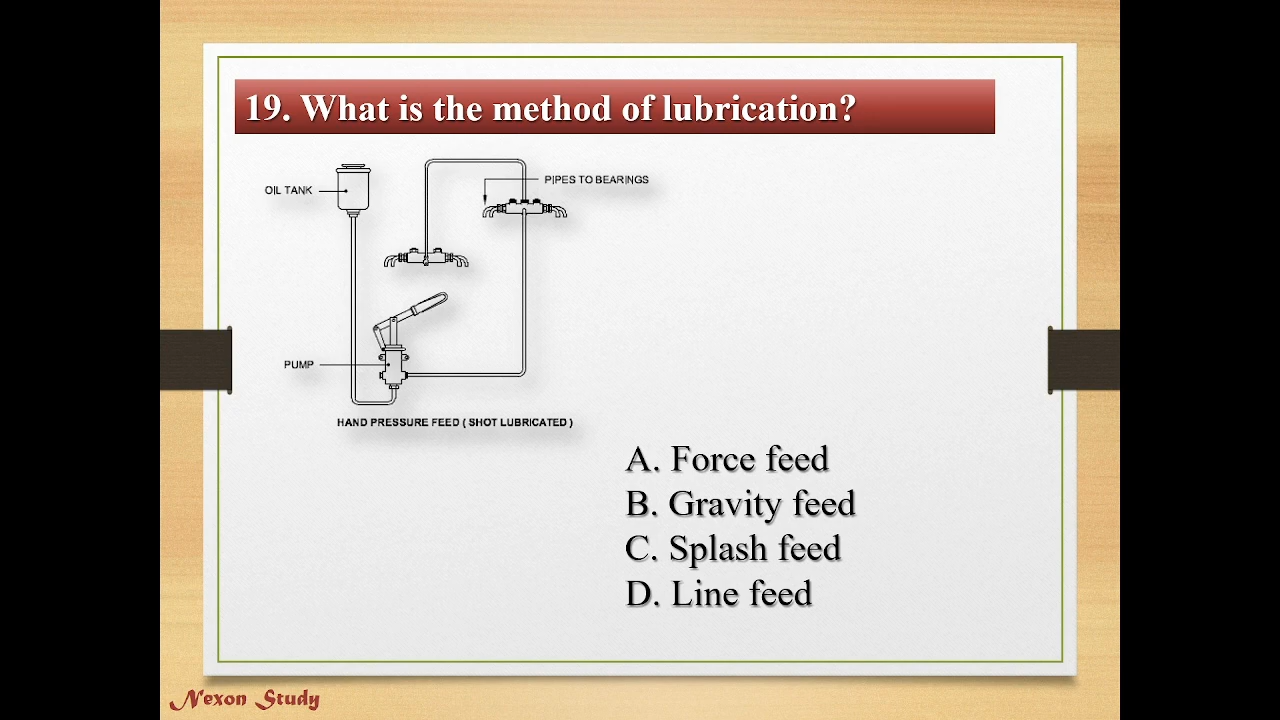 19. What is the method of lubrication?
OIL TANK
PIPES TO BEARINGS
PUMP
HAND PRESSURE FEED ( SHOT LUBRICATED )
A. Force feed
B. Gravity feed
C. Splash feed
D. Line feed
Nexon Study